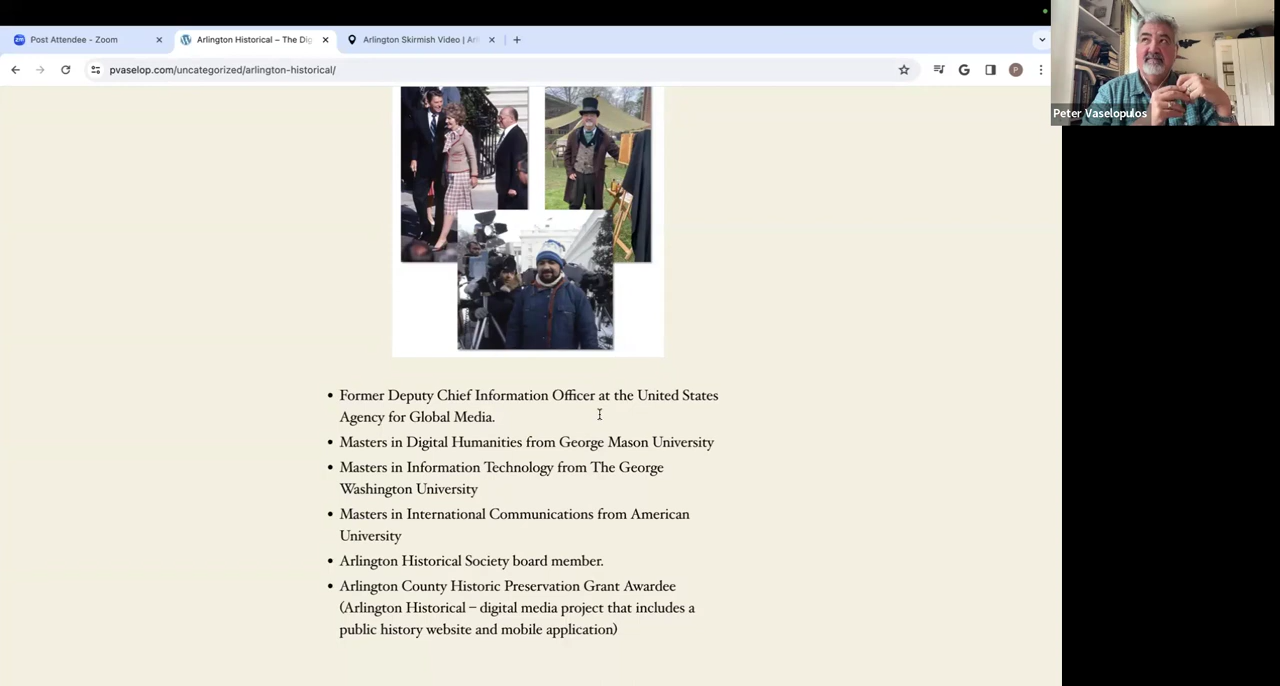 Post Attendee - Zoom
Arlington Historical – The Dig
Arlington Skirmish Video | Arl
pvaselop.com/uncategorized/arlington-historical/
Peter Vaselopulos
• Former Deputy Chief Information Officer at the United States
Agency for Global Media.
• Masters in Digital Humanities from George Mason University
• Masters in Information Technology from The George
Washington University
• Masters in International Communications from American
University
• Arlington Historical Society board member.
• Arlington County Historic Preservation Grant Awardee
(Arlington Historical – digital media project that includes a
public history website and mobile application)